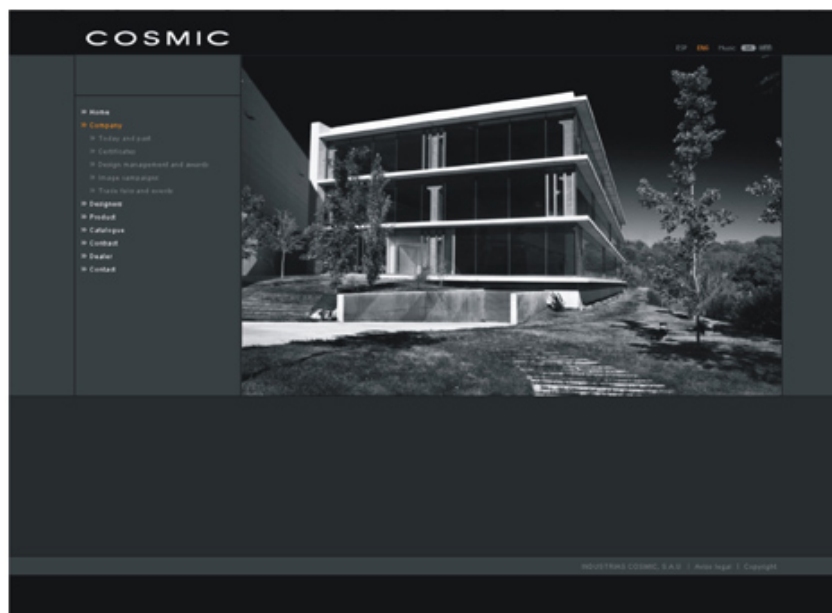 COSMIC
ESP ENG Music
» Home
» Company
» Today and past
» Certificates
» Design management and awards
» Image campaigns
» Trade fairs and events
» Designers
» Product
» Catalogue
» Contract
» Dealer
» Contact
INDUSTRIAS COSMIC, S.A.U. | Aviso legal | Copyright